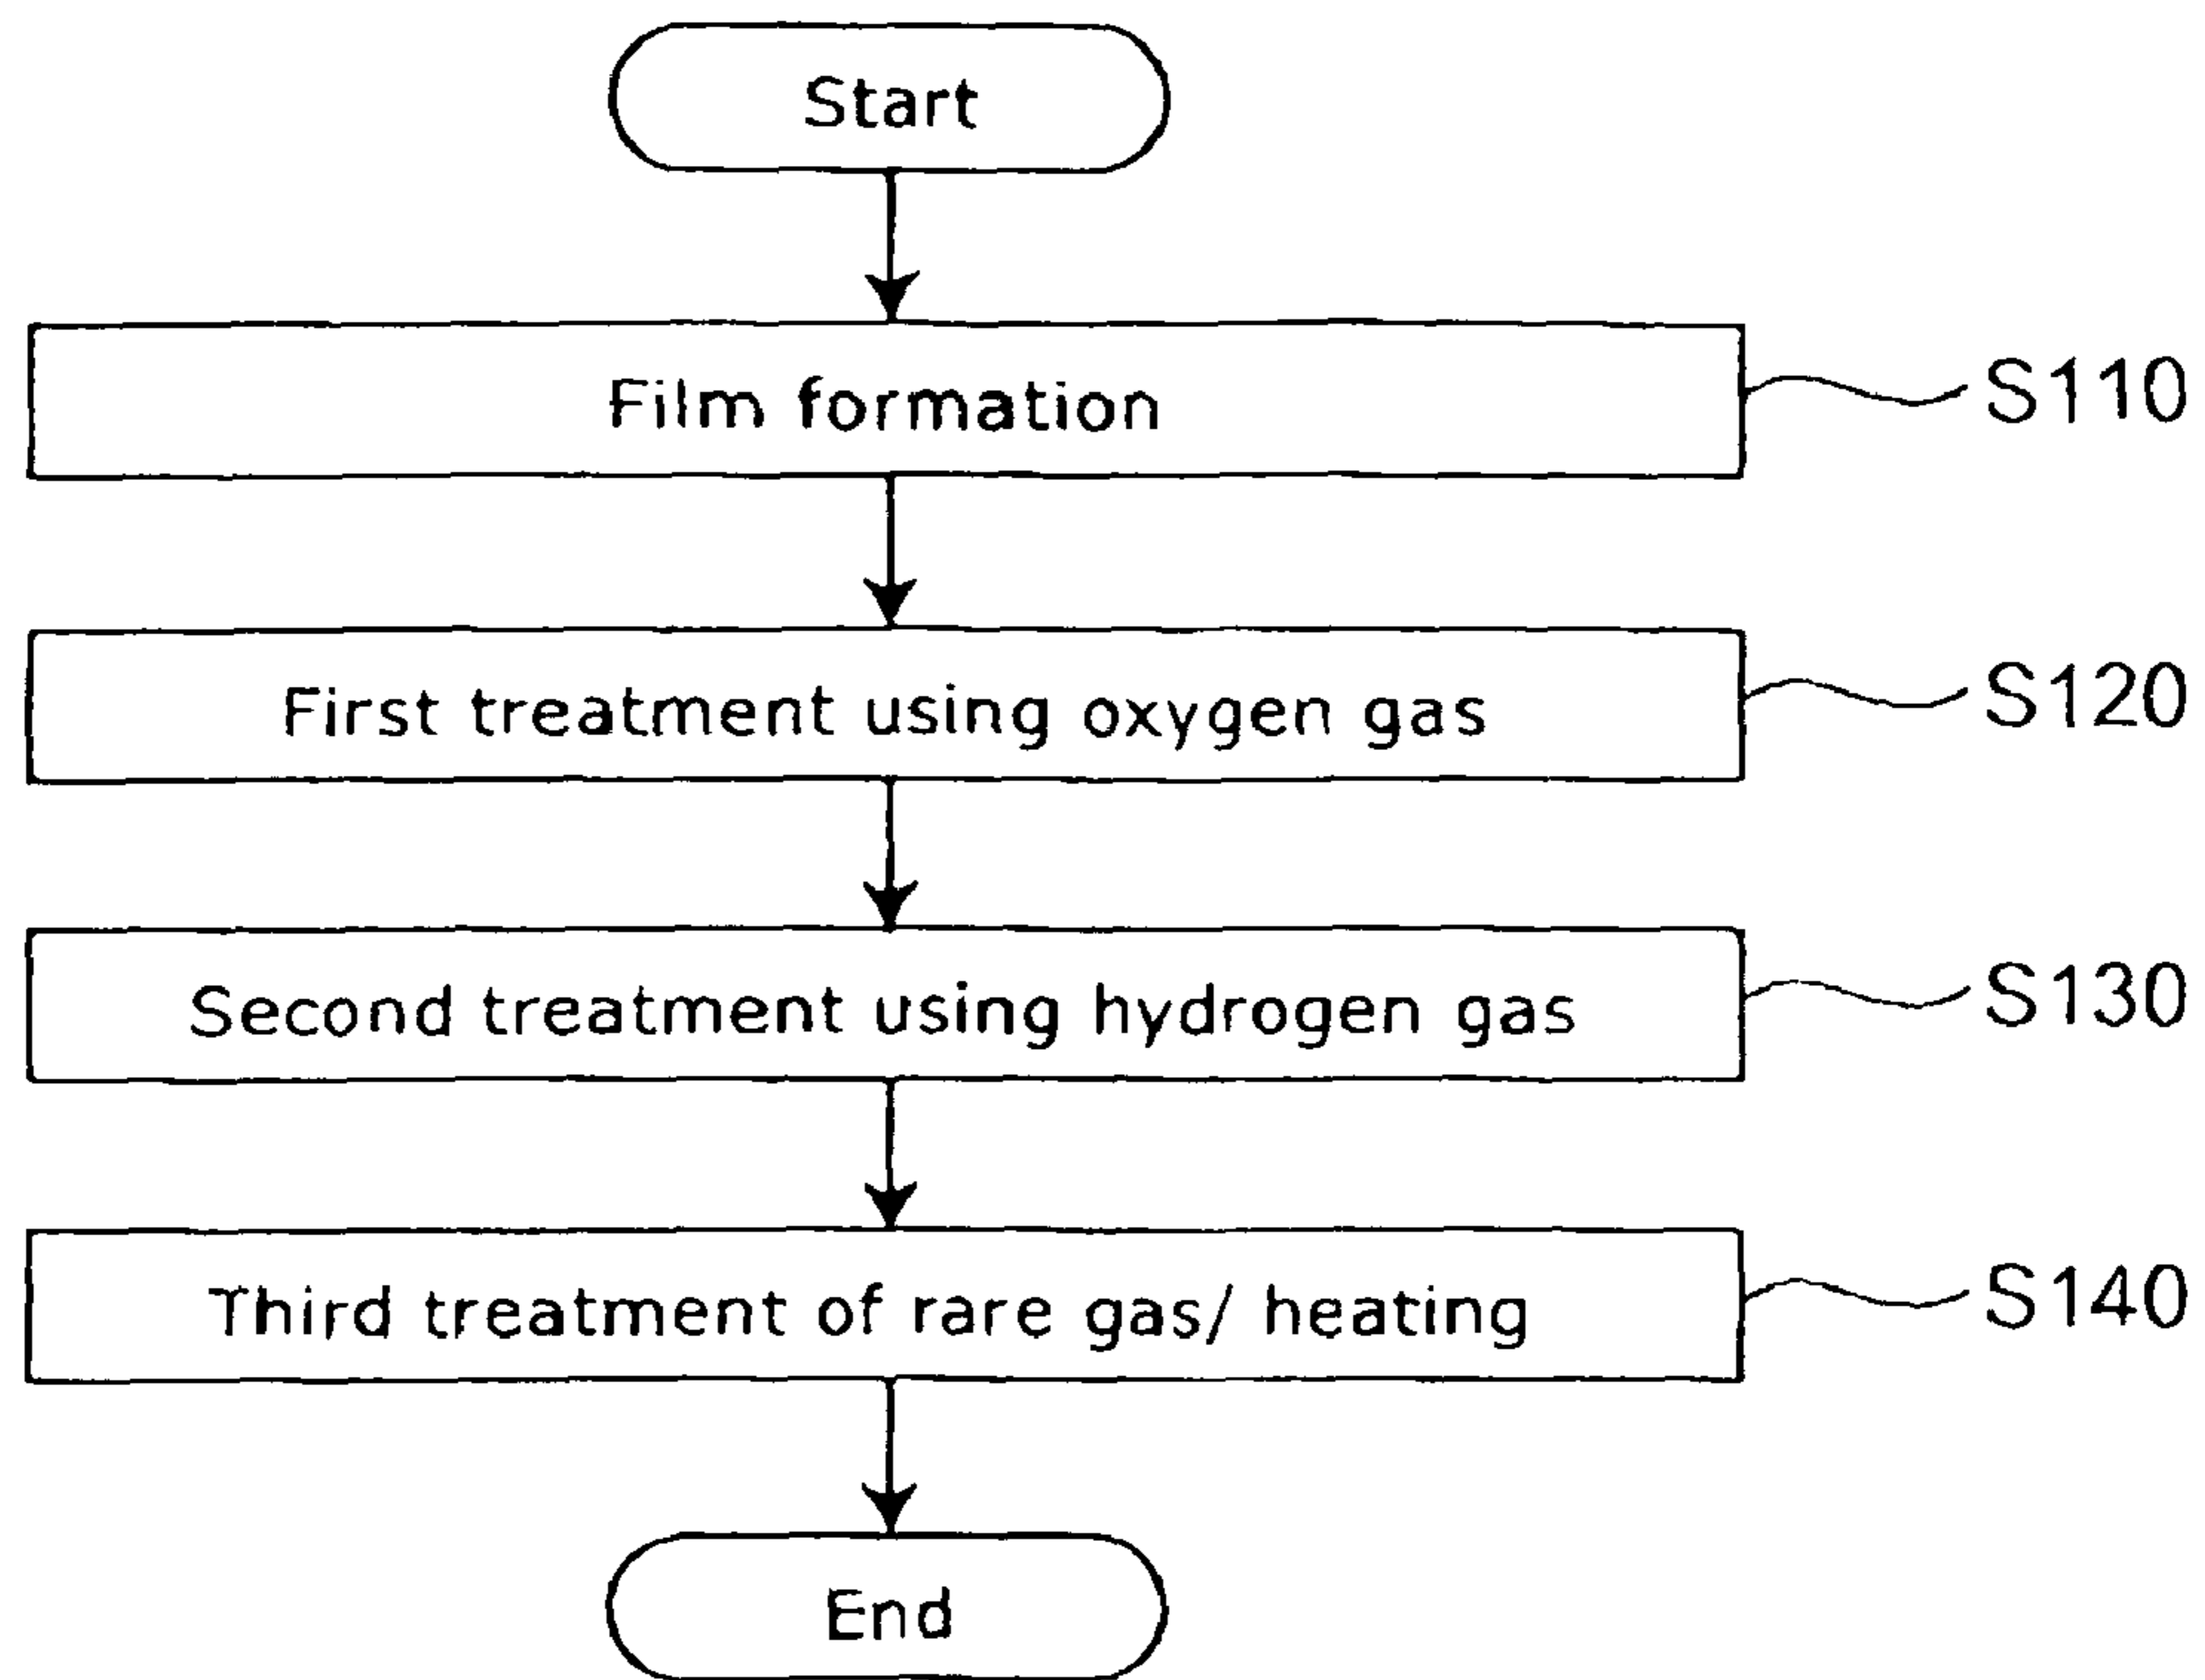 Start
Film formation
S110
First treatment using oxygen gas
S120
Second treatment using hydrogen gas
S130
Third treatment of rare gas/ heating
S140
End